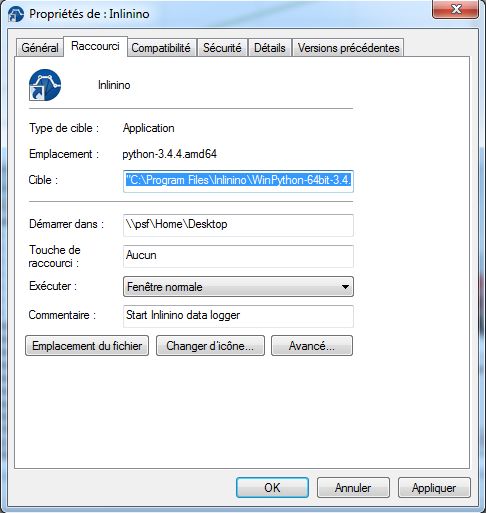 Propriétés de : Inlinino
Général Raccourci Compatibilité Sécurité Détails Versions précédentes
Inlinino
Type de cible : Application
Emplacement : python-3.4.4.amd64
Cible : "C:\Program Files\Inlinino\WinPython-64bit-3.4.
Démarrer dans : \\psf\Home\Desktop
Touche de
raccourci : Aucun
Exécuter : Fenêtre normale
Commentaire : Start Inlinino data logger
Emplacement du fichier Changer d'icône... Avancé...
OK Annuler Appliquer